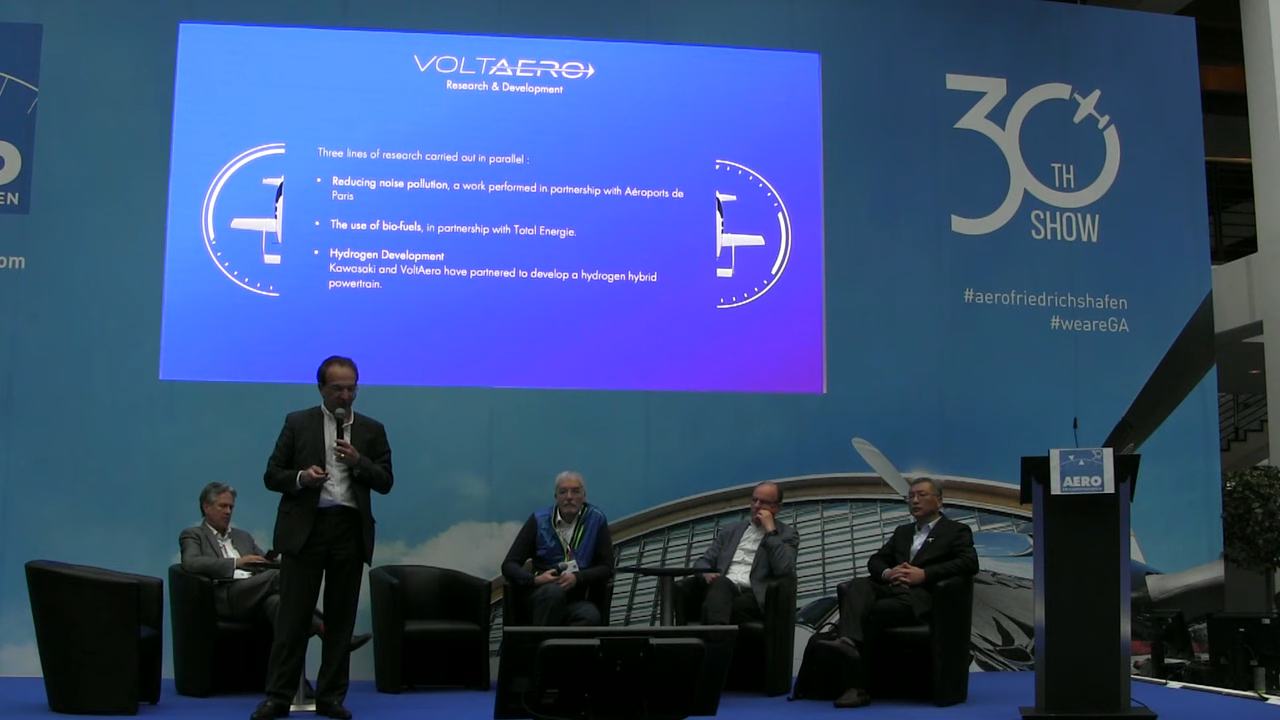 VOLTAERO
Research & Development
Three lines of research carried out in parallel :
• Reducing noise pollution, a work performed in partnership with Aéroports de
Paris
• The use of bio-fuels, in partnership with Total Energie.
• Hydrogen Development
Kawasaki and VoltAero have partnered to develop a hydrogen hybrid
powertrain.
30
TH
SHOW
#aerofriedrichshafen
#weareGA
O
EN
om
AERO